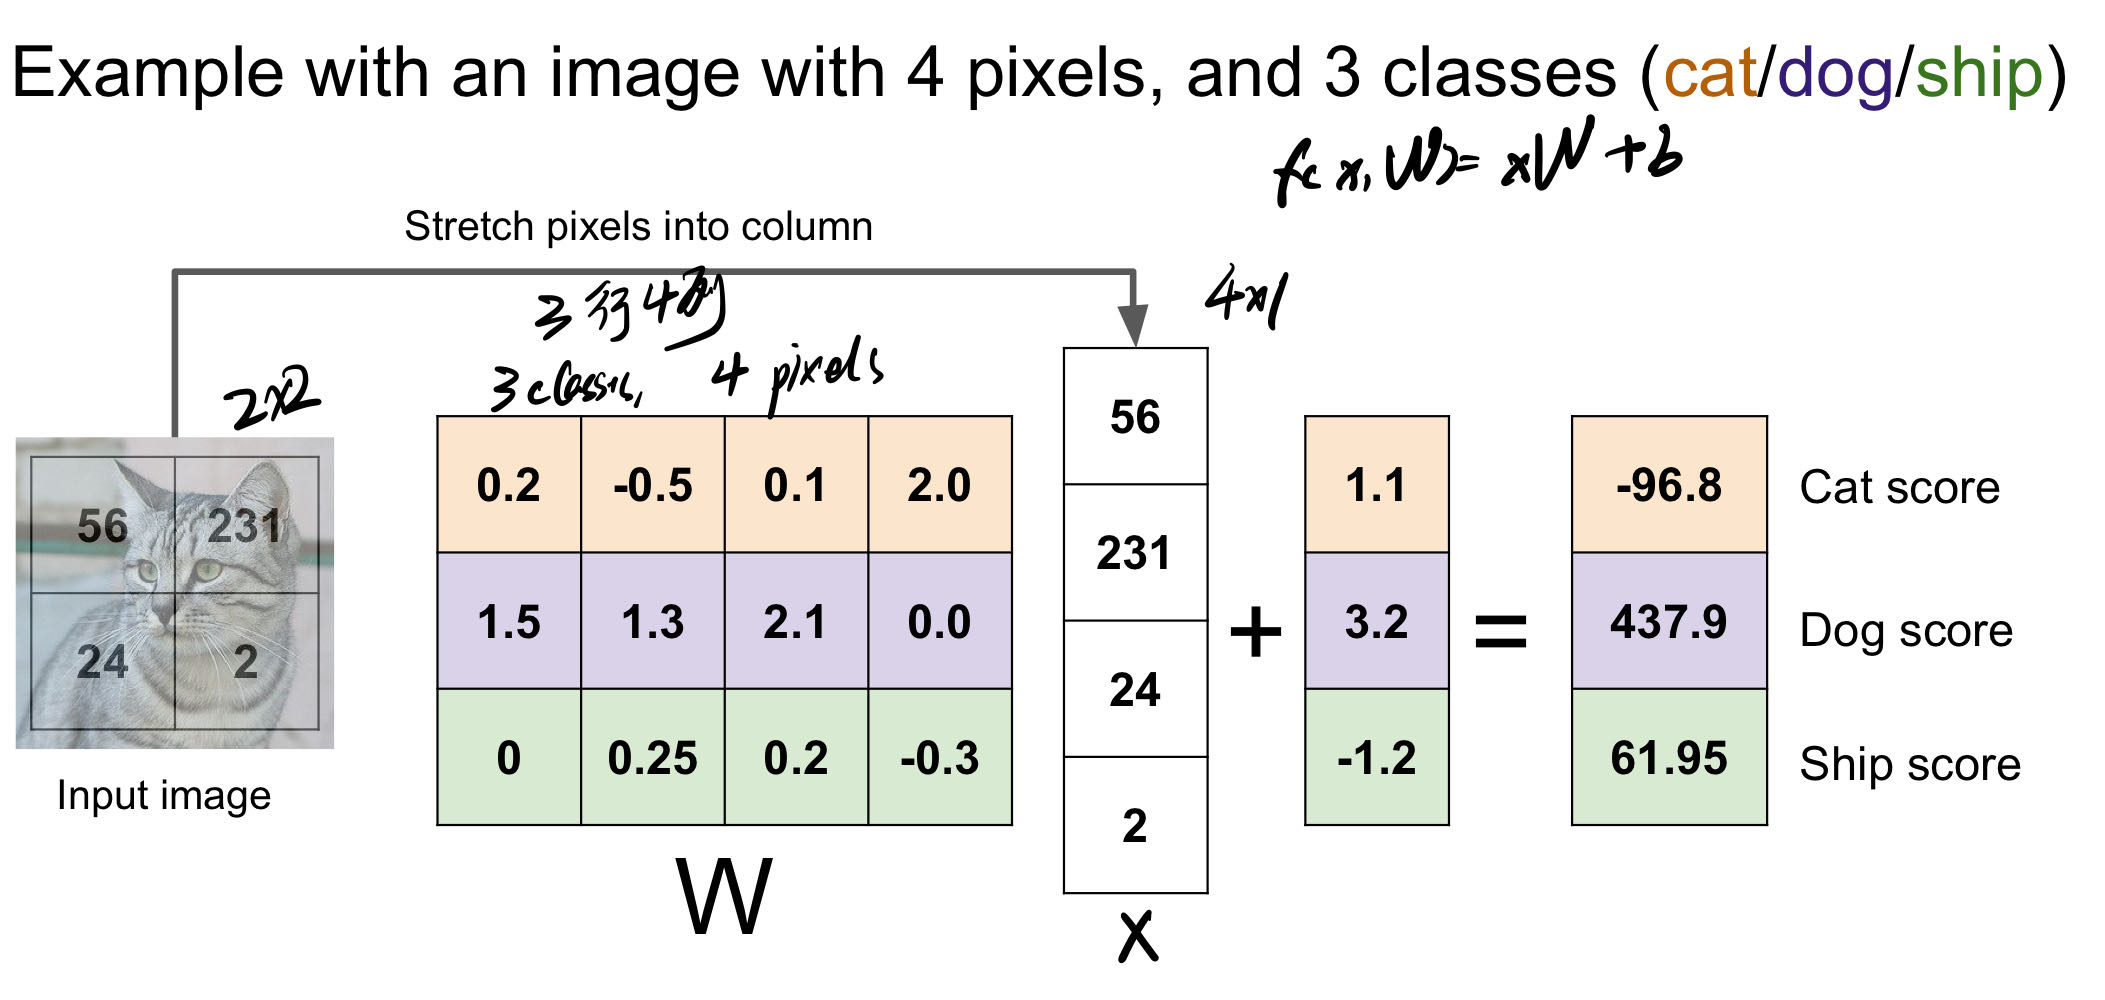 Example with an image with 4 pixels, and 3 classes (cat/dog/ship)
f(x, W) = xW + b
Stretch pixels into column
3行4列
4x1
3 classes, 4 pixels
2x2
56 231
24 2
Input image
0.2 -0.5 0.1 2.0
1.5 1.3 2.1 0.0
0 0.25 0.2 -0.3
W
56
231
24
2
X
+
1.1
3.2
-1.2
=
-96.8 Cat score
437.9 Dog score
61.95 Ship score